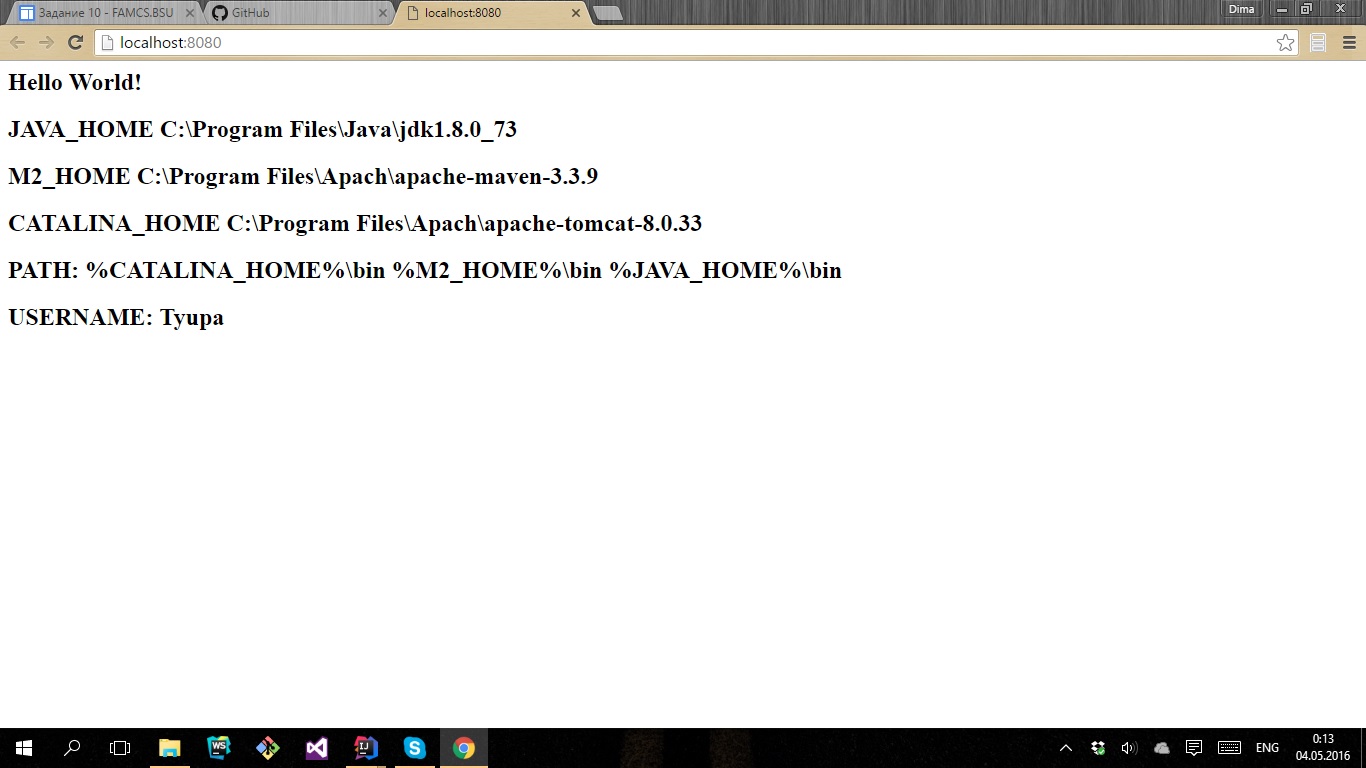 Задание 10 - FAMCS.BSU
GitHub
localhost:8080
Dima
localhost:8080
Hello World!
JAVA_HOME C:\Program Files\Java\jdk1.8.0_73
M2_HOME C:\Program Files\Apach\apache-maven-3.3.9
CATALINA_HOME C:\Program Files\Apach\apache-tomcat-8.0.33
PATH: %CATALINA_HOME%\bin %M2_HOME%\bin %JAVA_HOME%\bin
USERNAME: Tyupa
WS
IJ
ENG
0:13
04.05.2016